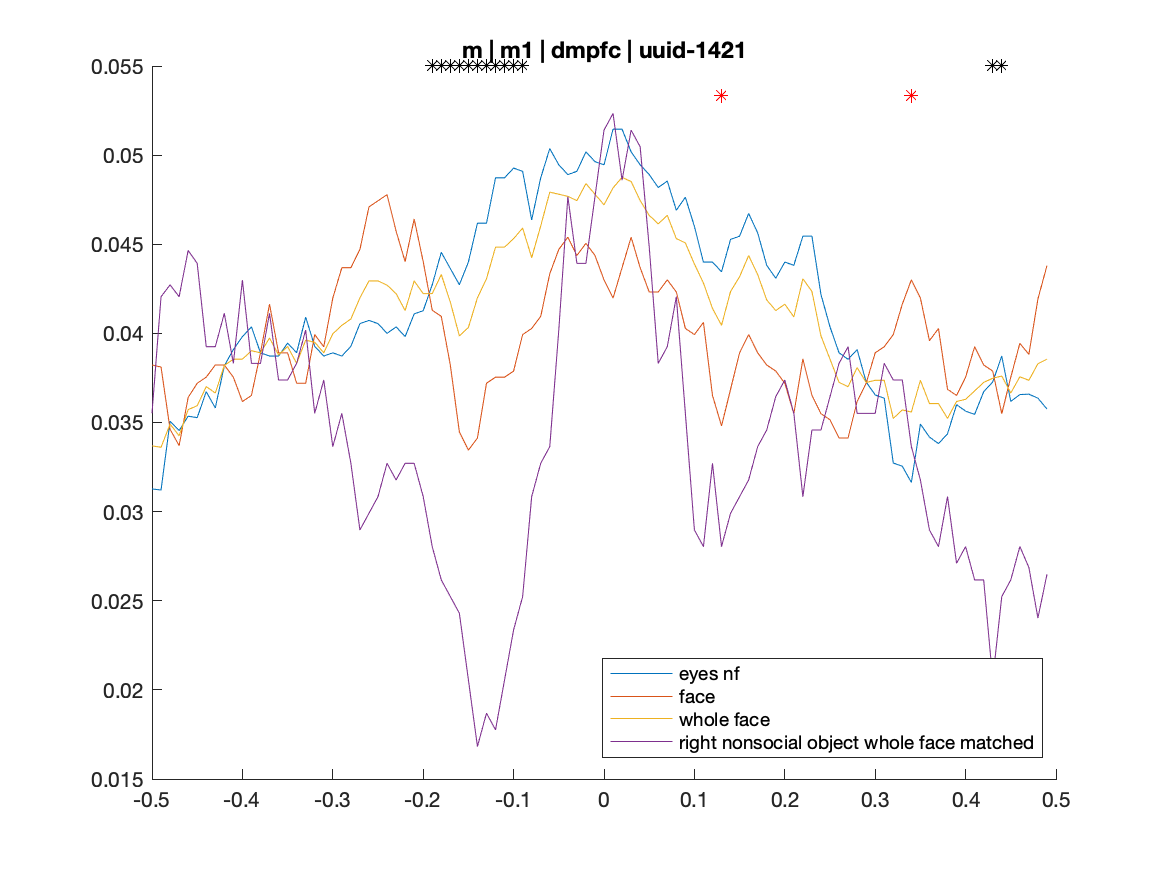 m | m1 | dmpfc | uuid-1421
0.055
0.05
0.045
0.04
0.035
0.03
0.025
0.02
0.015
eyes nf
face
whole face
right nonsocial object whole face matched
-0.5 -0.4 -0.3 -0.2 -0.1 0 0.1 0.2 0.3 0.4 0.5